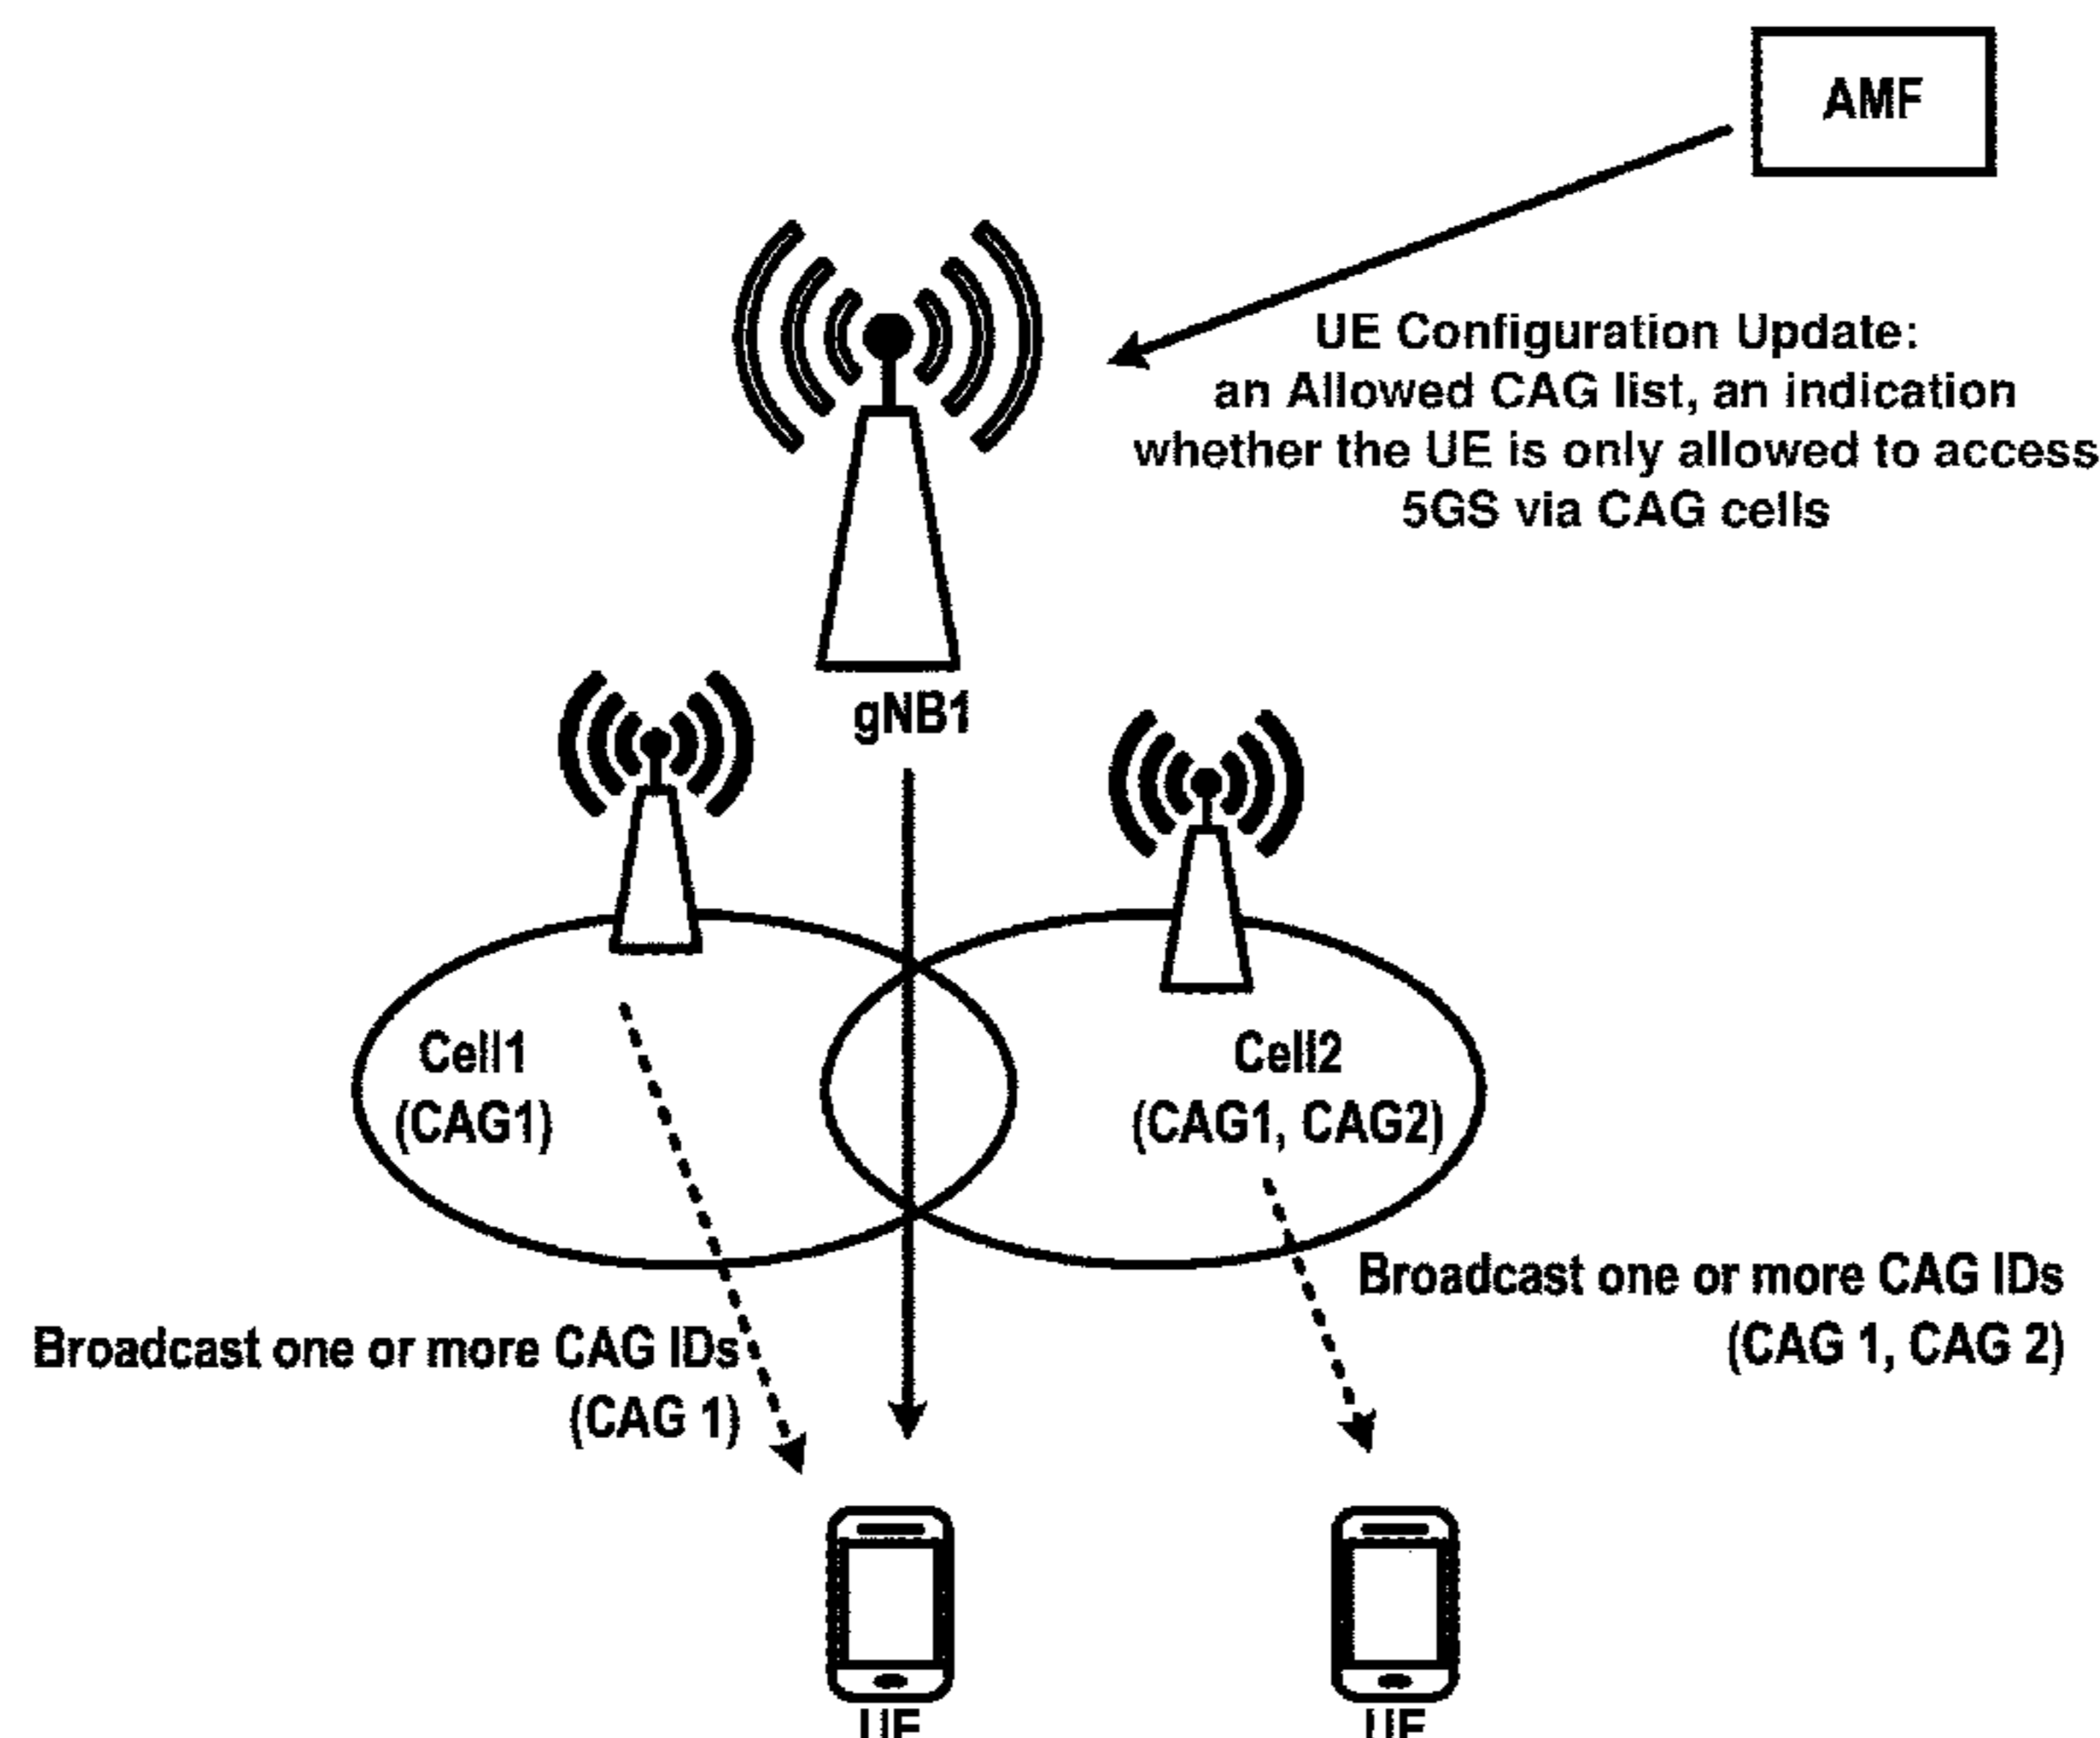 AMF
UE Configuration Update:
an Allowed CAG list, an indication
whether the UE is only allowed to access
5GS via CAG cells
gNB1
Cell1
(CAG1)
Cell2
(CAG1, CAG2)
Broadcast one or more CAG IDs
(CAG 1, CAG 2)
Broadcast one or more CAG IDs
(CAG 1)
UE
UE